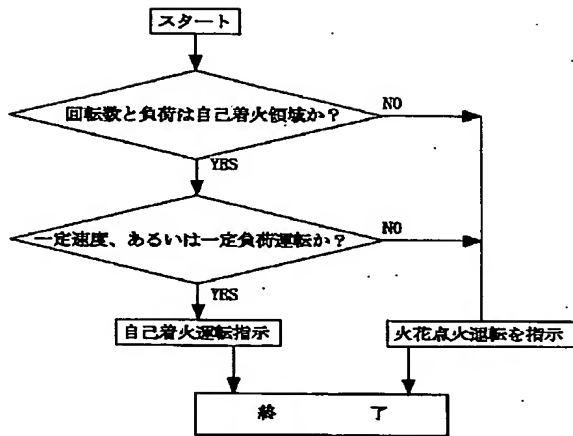 スタート
回転数と負荷は自己着火領域か?
NO
YES
一定速度、あるいは一定負荷運転か?
NO
YES
自己着火運転指示
火花点火運転を指示
終 了